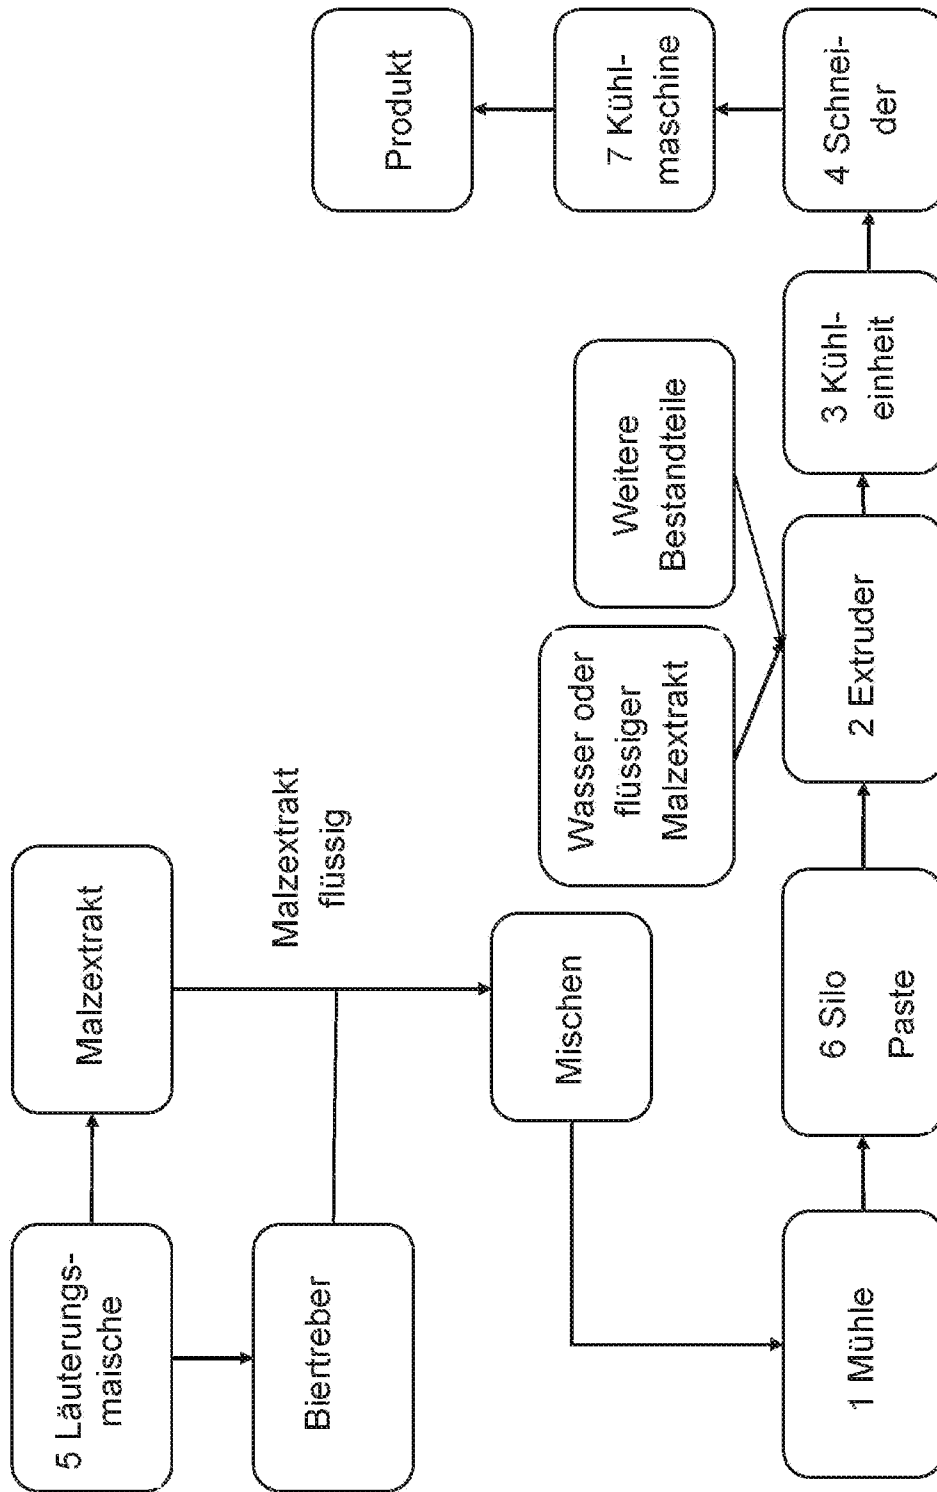 5 Läuterungs-
maische
Malzextrakt
Biertreber
Malzextrakt
flüssig
Mischen
Wasser oder
flüssiger
Malzextrakt
Weitere
Bestandteile
Produkt
7 Kühl-
maschine
1 Mühle
6 Silo
Paste
2 Extruder
3 Kühl-
einheit
4 Schnei-
der